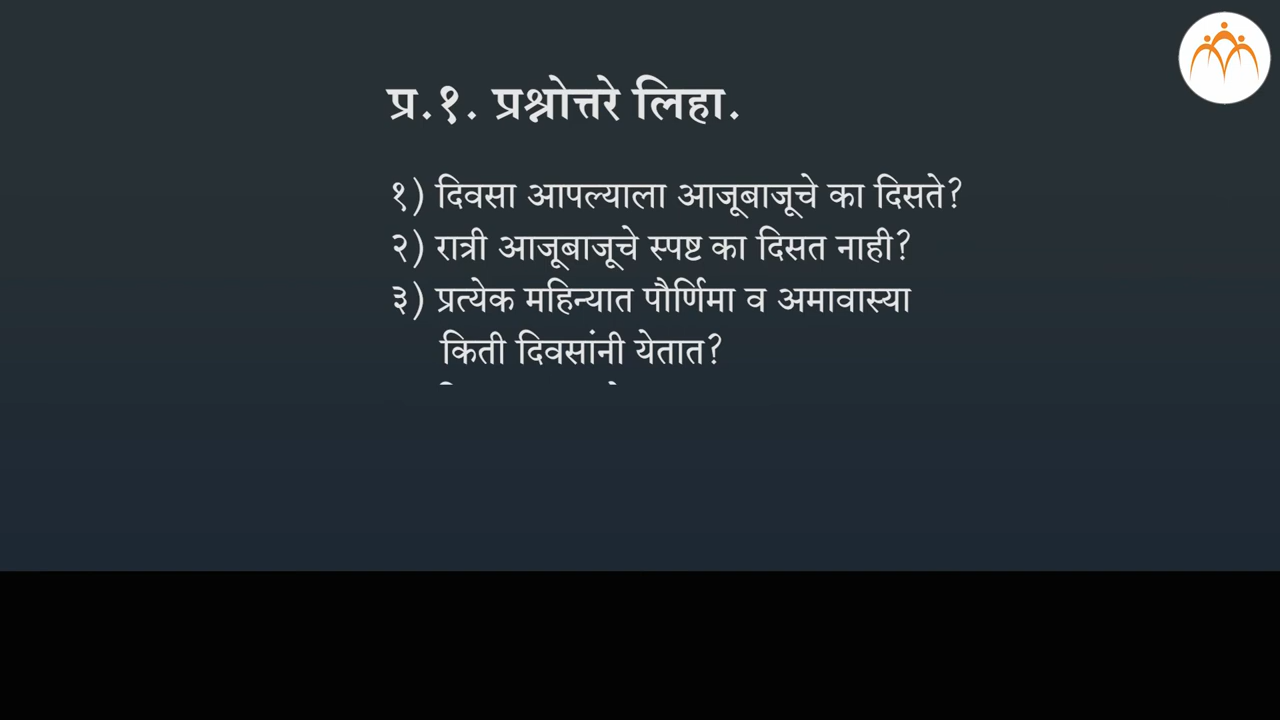 प्र.१. प्रश्नोत्तरे लिहा.
१) दिवसा आपल्याला आजूबाजूचे का दिसते?
२) रात्री आजूबाजूचे स्पष्ट का दिसत नाही?
३) प्रत्येक महिन्यात पौर्णिमा व अमावास्या
किती दिवसांनी येतात?